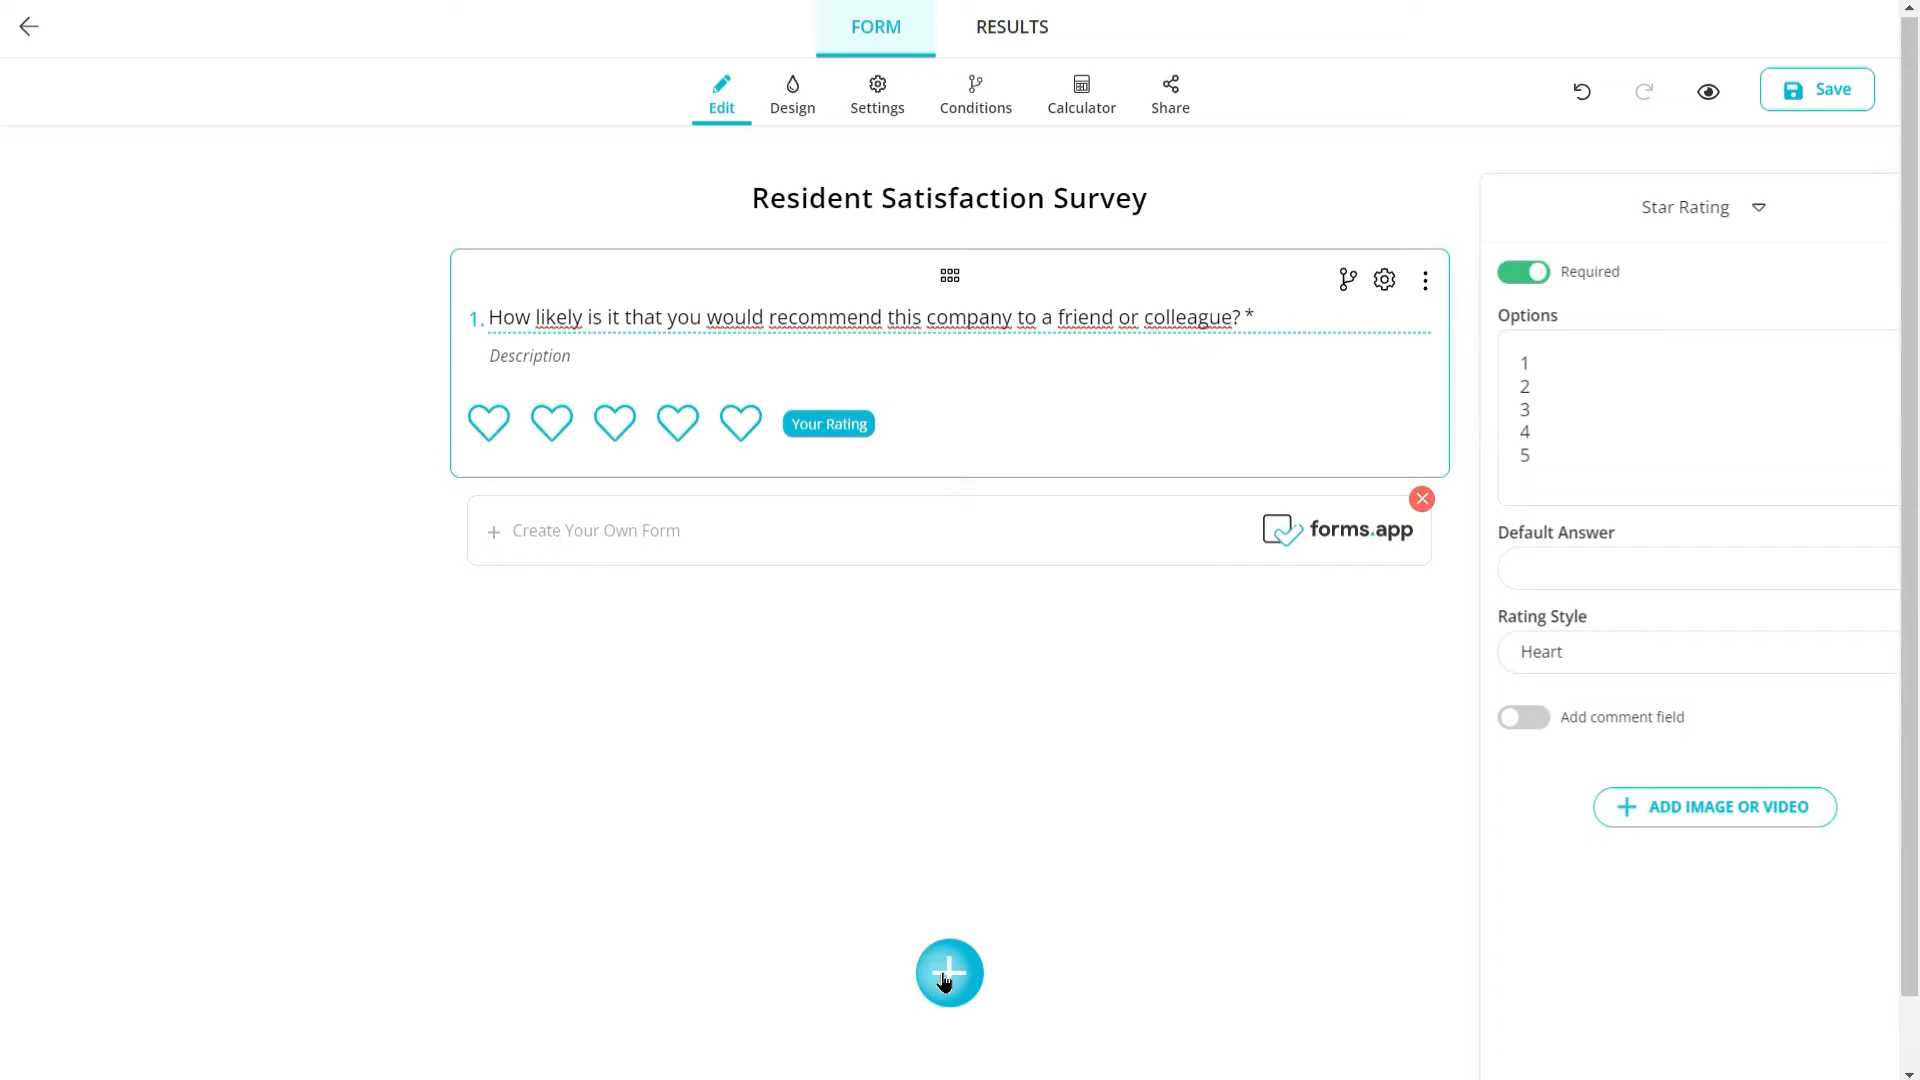 FORM
RESULTS
Edit
Design
Settings
Conditions
Calculator
Share
Save
Resident Satisfaction Survey
1. How likely is it that you would recommend this company to a friend or colleague? *
Description
Your Rating
+ Create Your Own Form
forms.app
Star Rating
Required
Options
1
2
3
4
5
Default Answer
Rating Style
Heart
Add comment field
ADD IMAGE OR VIDEO